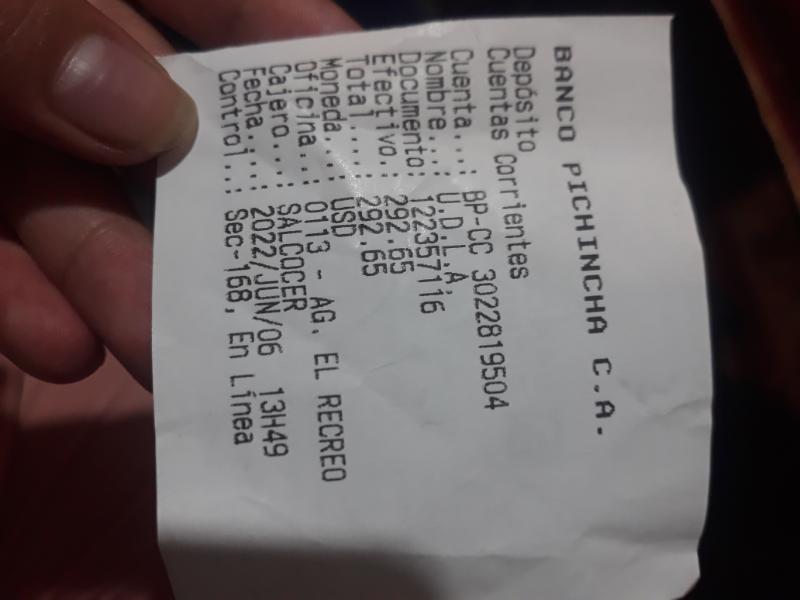 BANCO PICHINCHA C.A.
Depósito
Cuentas Corrientes
Cuenta..: BP-CC 3022819504
Nombre..: U.D.L.A,
Documento: 122357116
Efectivo.: 292.65
Total....: 292.65
Moneda..: USD
Oficina..: 0113 - AG. EL RECREO
Cajero...: SALCOCER
Fecha...: 2022/JUN/06 13H49
Control.: Sec-168, En Línea